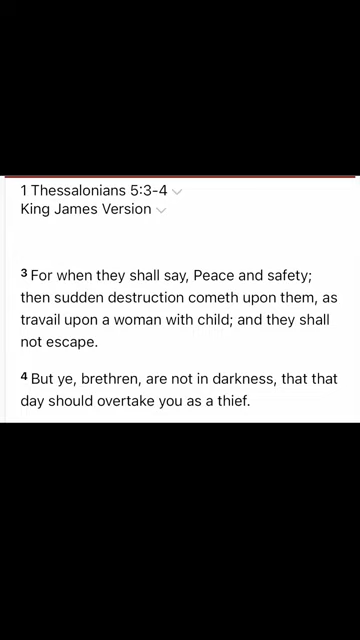 1 Thessalonians 5:3-4
King James Version
3 For when they shall say, Peace and safety;
then sudden destruction cometh upon them, as
travail upon a woman with child; and they shall
not escape.
4 But ye, brethren, are not in darkness, that that
day should overtake you as a thief.